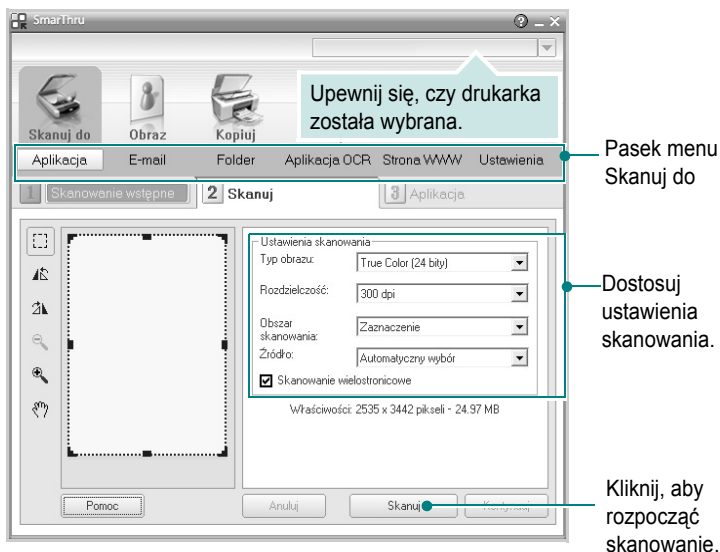 SmarThru
Upewnij się, czy drukarka
została wybrana.
Skanuj do
Obraz
Kopiuj
Aplikacja
E-mail
Folder
Aplikacja OCR
Strona WWW
Ustawienia
Pasek menu
Skanuj do
1 Skanowanie wstępne
2 Skanuj
3 Aplikacja
Ustawienia skanowania
Typ obrazu: True Color (24 bity)
Rozdzielczość: 300 dpi
Obszar
skanowania: Zaznaczenie
Źródło: Automatyczny wybór
Skanowanie wielostronicowe
Właściwości: 2535 x 3442 pikseli - 24.97 MB
Dostosuj
ustawienia
skanowania.
Pomoc
Anuluj
Skanuj
Kontynuuj
Kliknij, aby
rozpocząć
skanowanie.